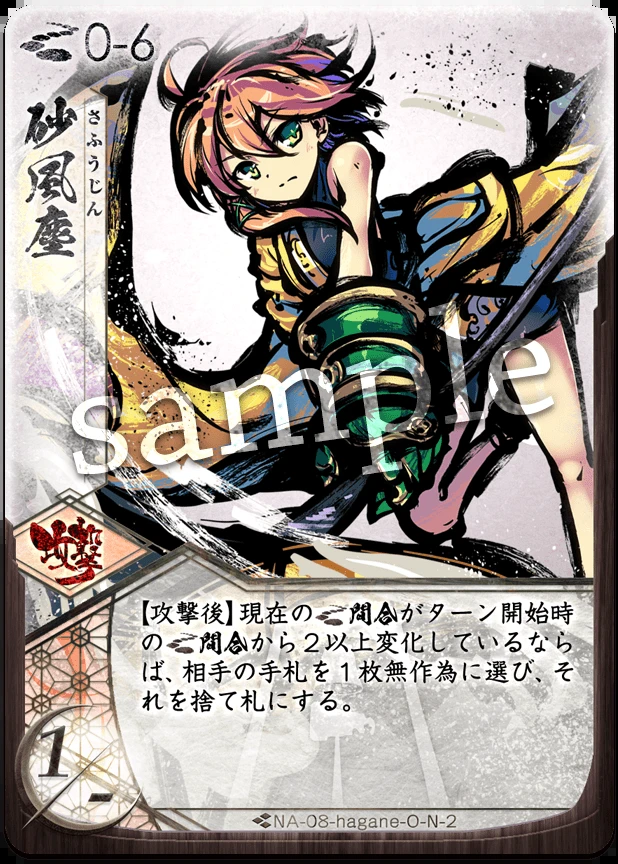 0-6
砂風塵
さふうじん
sample
攻撃
【攻撃後】現在の間合がターン開始時
の間合から２以上変化しているなら
ば、相手の手札を１枚無作為に選び、そ
れを捨て札にする。
1/-
NA-08-hagane-O-N-2